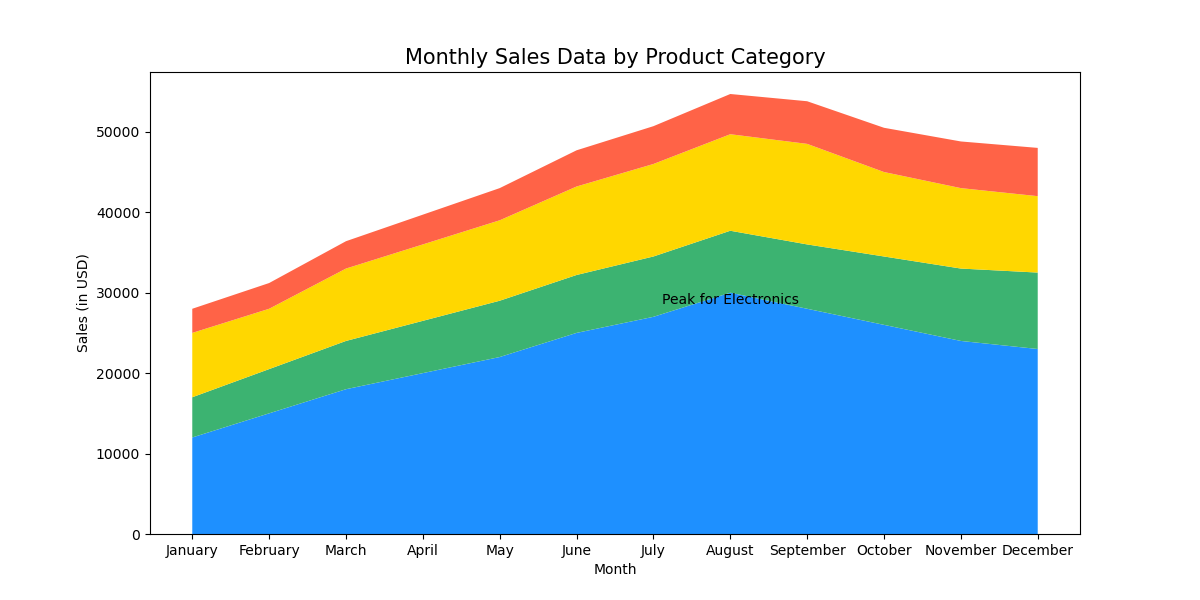 Monthly Sales Data by Product Category
50000
40000
30000
20000
10000
0
Sales (in USD)
Peak for Electronics
January February March April May June July August September October November December
Month